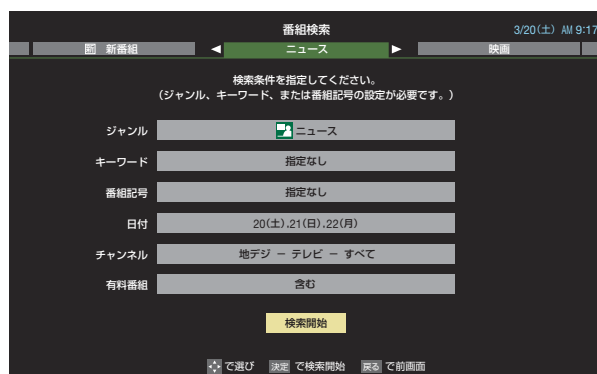 番組検索
3/20(土) AM 9:17
新 新番組
◀ ニュース ▶
映画
検索条件を指定してください。
(ジャンル、キーワード、または番組記号の設定が必要です。)
ジャンル ニュース
キーワード 指定なし
番組記号 指定なし
日付 20(土).21(日).22(月)
チャンネル 地デジ − テレビ − すべて
有料番組 含む
検索開始
で選び 決定 で検索開始 戻る で前画面